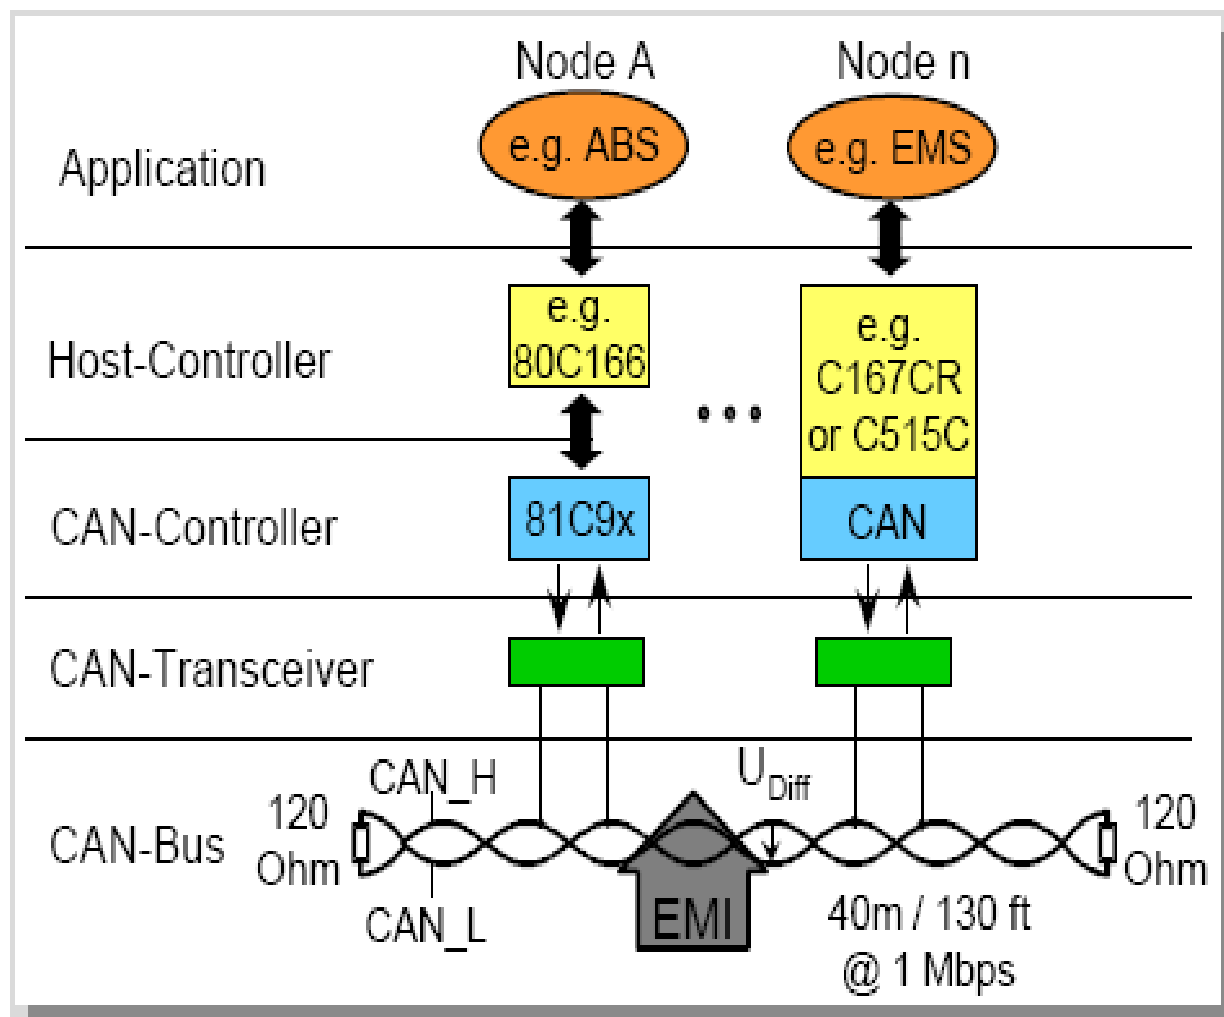 Node A
Node n
Application
e.g. ABS
e.g. EMS
Host-Controller
e.g.
80C166
e.g.
C167CR
or C515C
CAN-Controller
81C9x
CAN
CAN-Transceiver
CAN-Bus
120
Ohm
CAN_H
CAN_L
EMI
UDiff
40m / 130 ft
@ 1 Mbps
120
Ohm